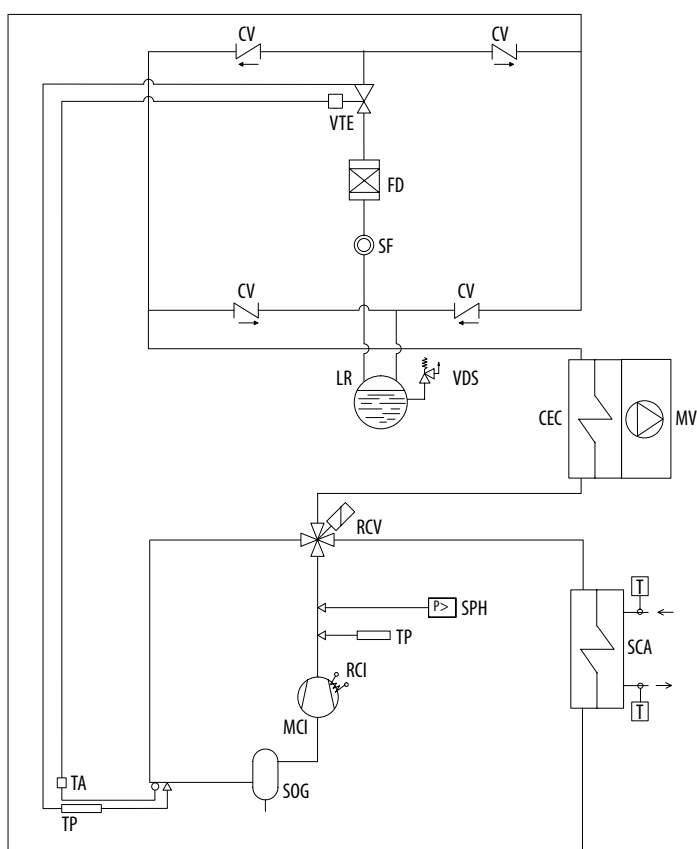 CV
CV
VTE
FD
SF
CV
CV
LR
VDS
CEC
MV
RCV
T
P>
SPH
SCA
TP
RCI
MCI
T
TA
SOG
TP